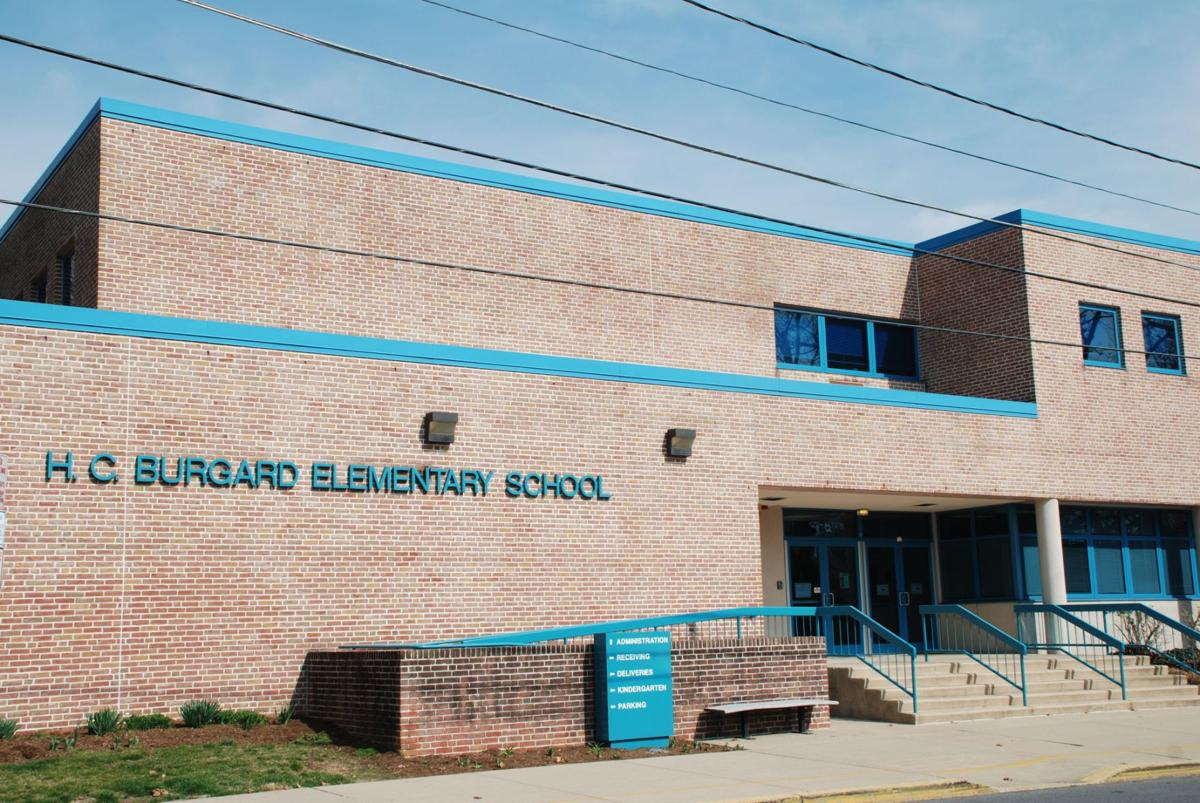 H. C. BURGARD ELEMENTARY SCHOOL
⬆ ADMINISTRATION
⬅ RECEIVING
⬅ DELIVERIES
⬅ KINDERGARTEN
⬅ PARKING